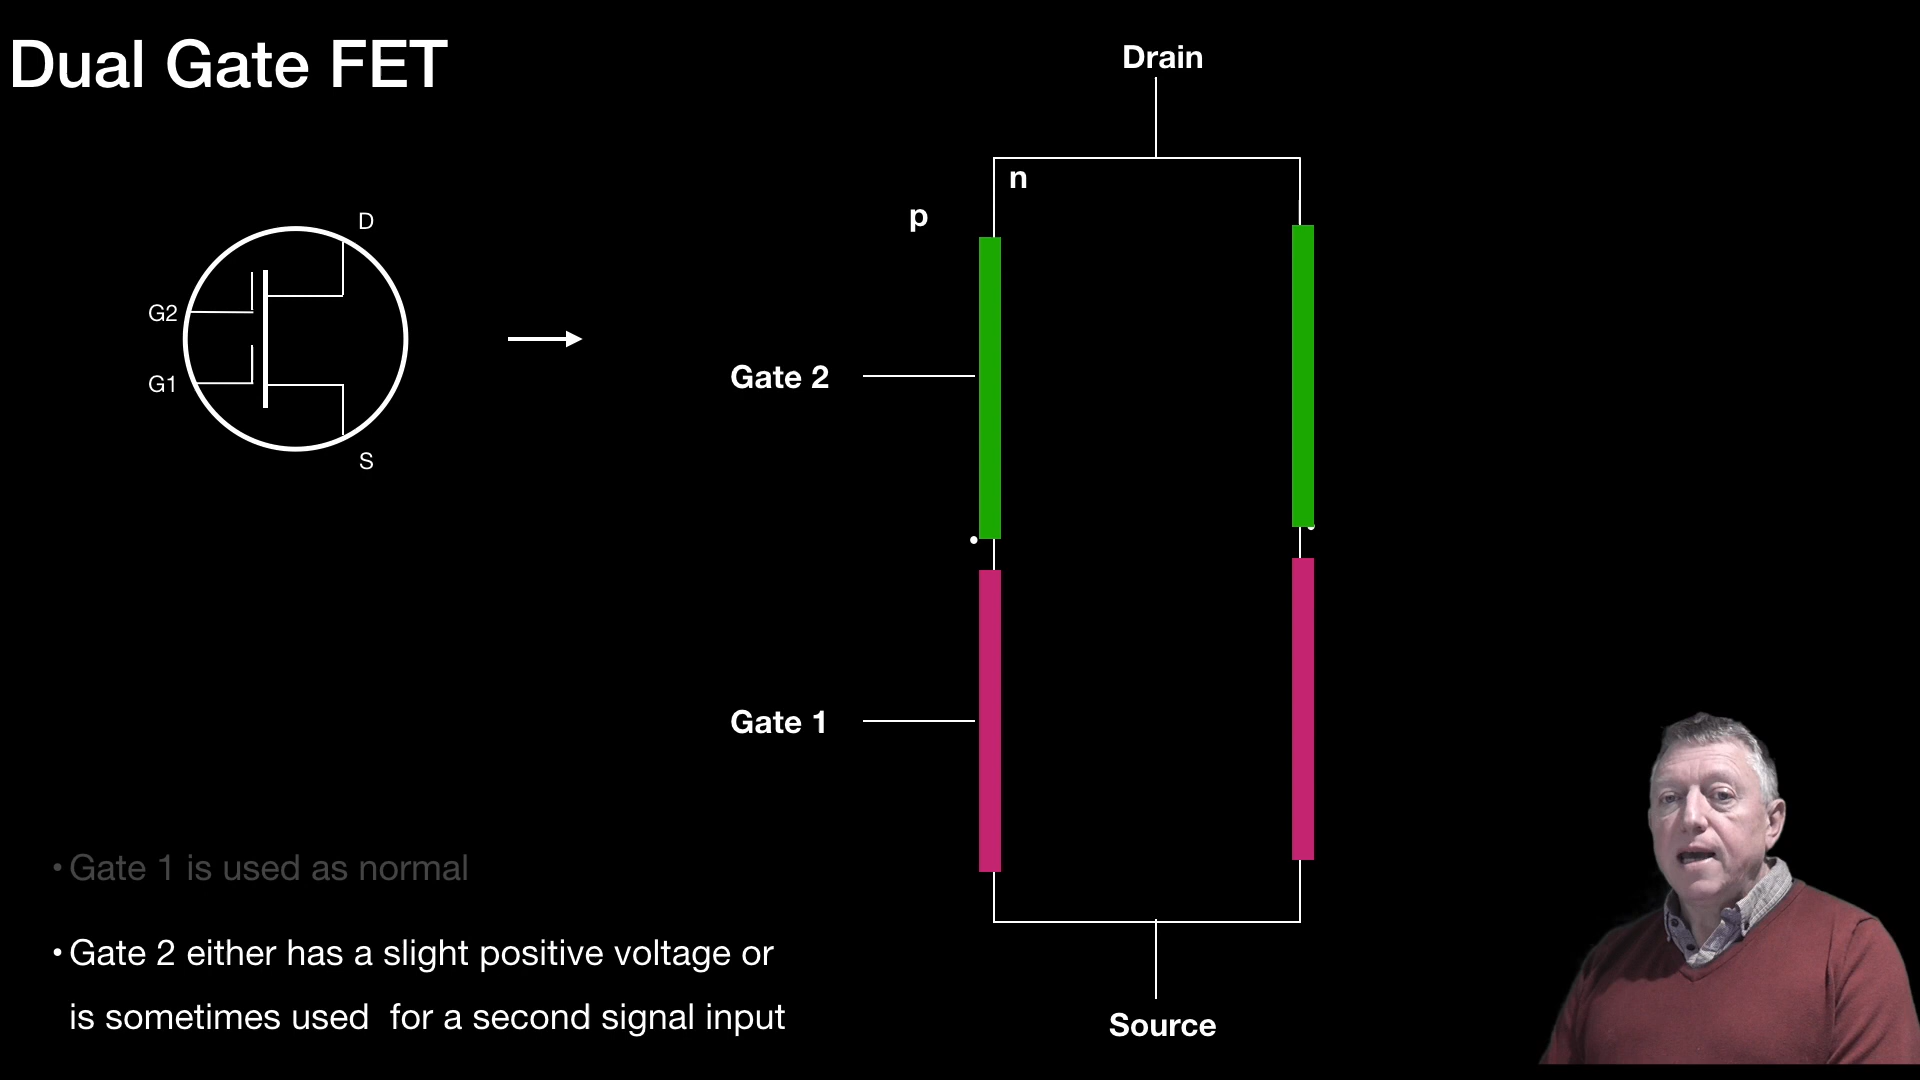 Dual Gate FET
Drain
n
p
D
G2
G1
S
Gate 2
Gate 1
• Gate 1 is used as normal
• Gate 2 either has a slight positive voltage or
is sometimes used  for a second signal input
Source